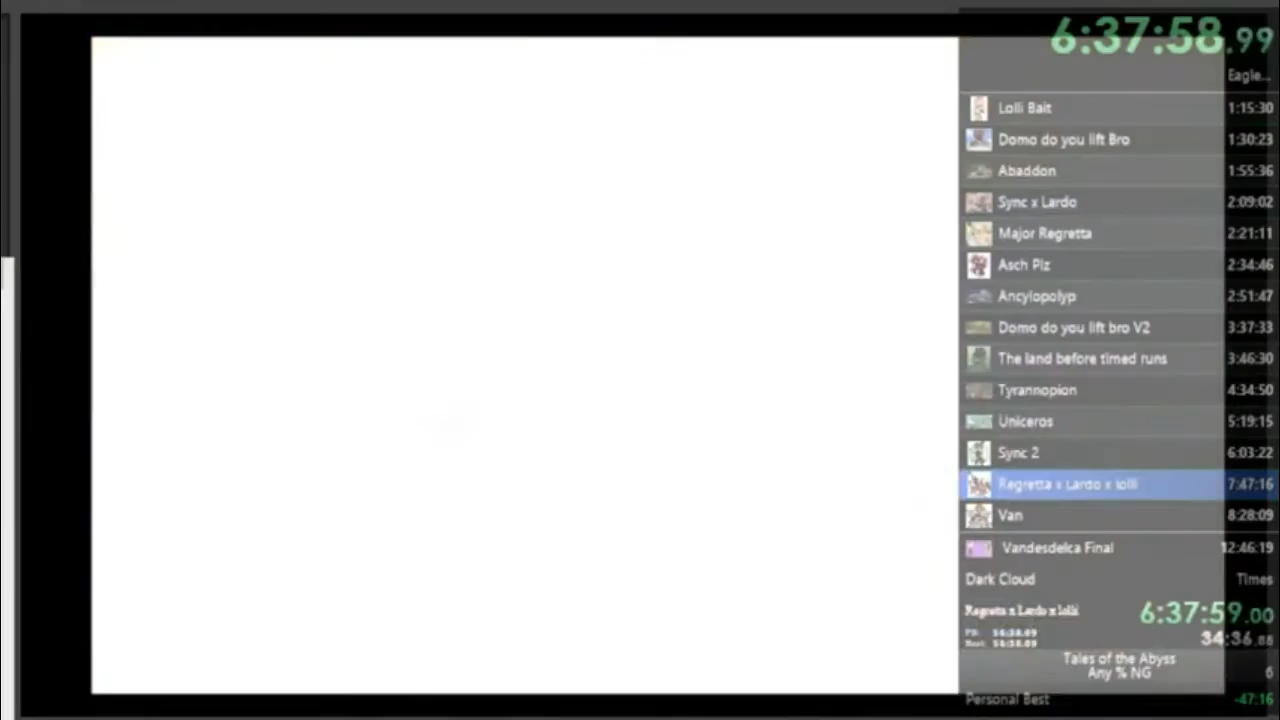 6:37:58.99
Eagle...
Lolli Bait 1:15:30
Domo do you lift Bro 1:30:23
Abaddon 1:55:36
Sync x Lardo 2:09:02
Major Regretta 2:21:11
Asch Plz 2:34:46
Ancylopolyp 2:51:47
Domo do you lift bro V2 3:37:33
The land before timed runs 3:46:30
Tyrannopion 4:34:50
Uniceros 5:19:15
Sync 2 6:03:22
Regretta x Lardo x lolli 7:47:16
Van 8:28:09
Vandesdelca Final 12:46:19
Dark Cloud Times
Regretta x Lardo x lolli 6:37:59.00
34:36
Tales of the Abyss
Any % NG 6
Personal Best -47:16